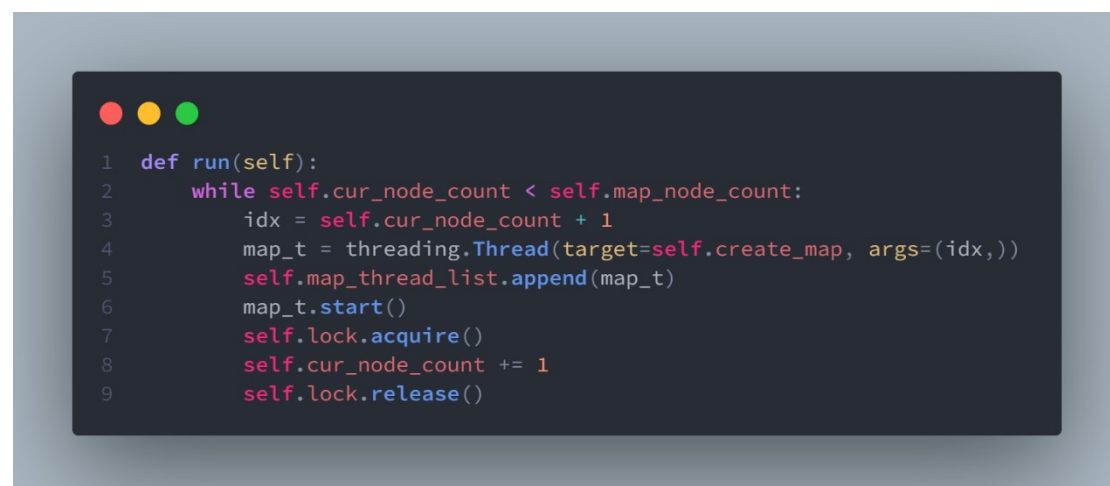 1 def run(self):
2 while self.cur_node_count < self.map_node_count:
3 idx = self.cur_node_count + 1
4 map_t = threading.Thread(target=self.create_map, args=(idx,))
5 self.map_thread_list.append(map_t)
6 map_t.start()
7 self.lock.acquire()
8 self.cur_node_count += 1
9 self.lock.release()